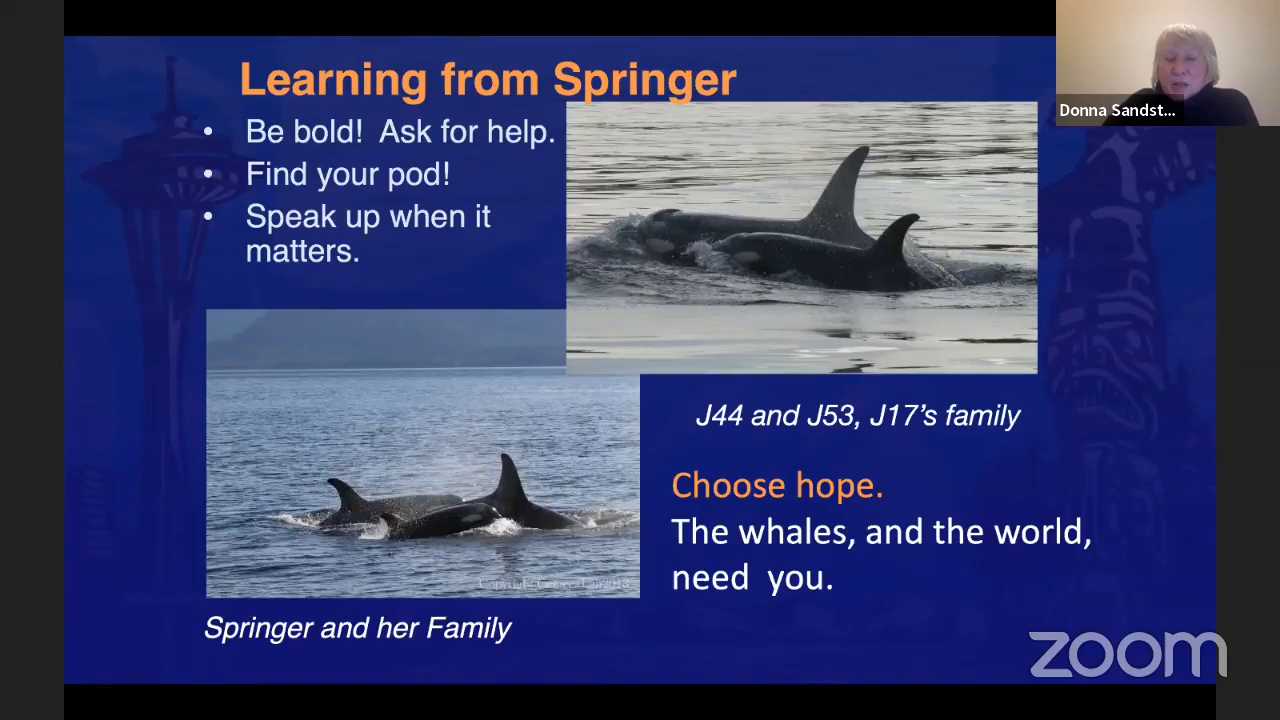 Learning from Springer
• Be bold! Ask for help.
• Find your pod!
• Speak up when it
matters.
Donna Sandst...
J44 and J53, J17's family
Choose hope.
The whales, and the world,
need you.
Springer and her Family
zoom